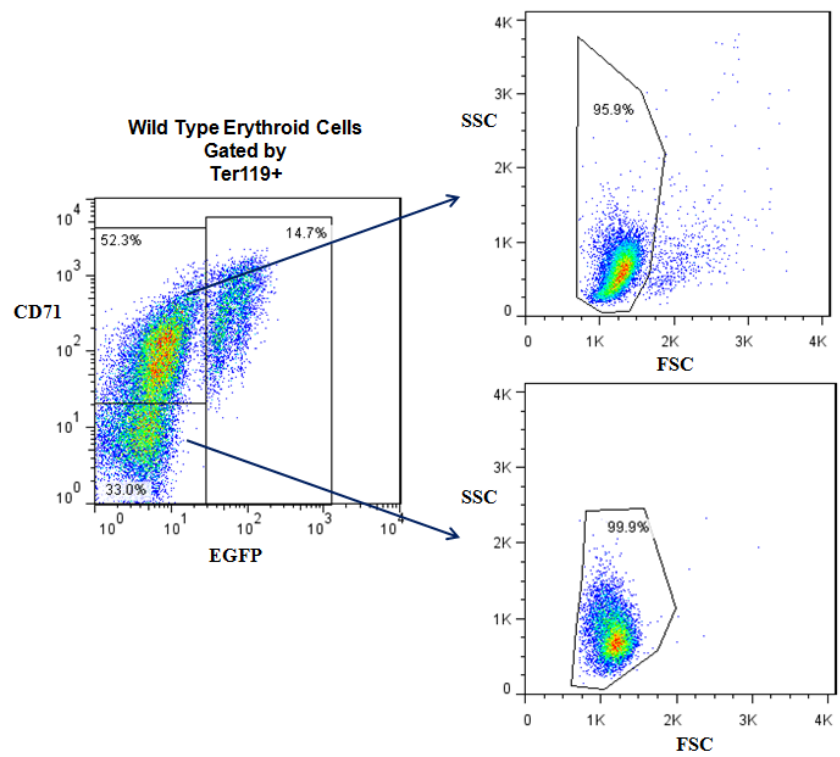 Wild Type Erythroid Cells
Gated by
Ter119+
10^4
10^3
10^2
10^1
10^0
CD71
52.3%
14.7%
33.0%
10^0 10^1 10^2 10^3 10^4
EGFP
4K
3K
2K
1K
0
SSC
95.9%
0 1K 2K 3K 4K
FSC
4K
3K
2K
1K
0
SSC
99.9%
0 1K 2K 3K 4K
FSC